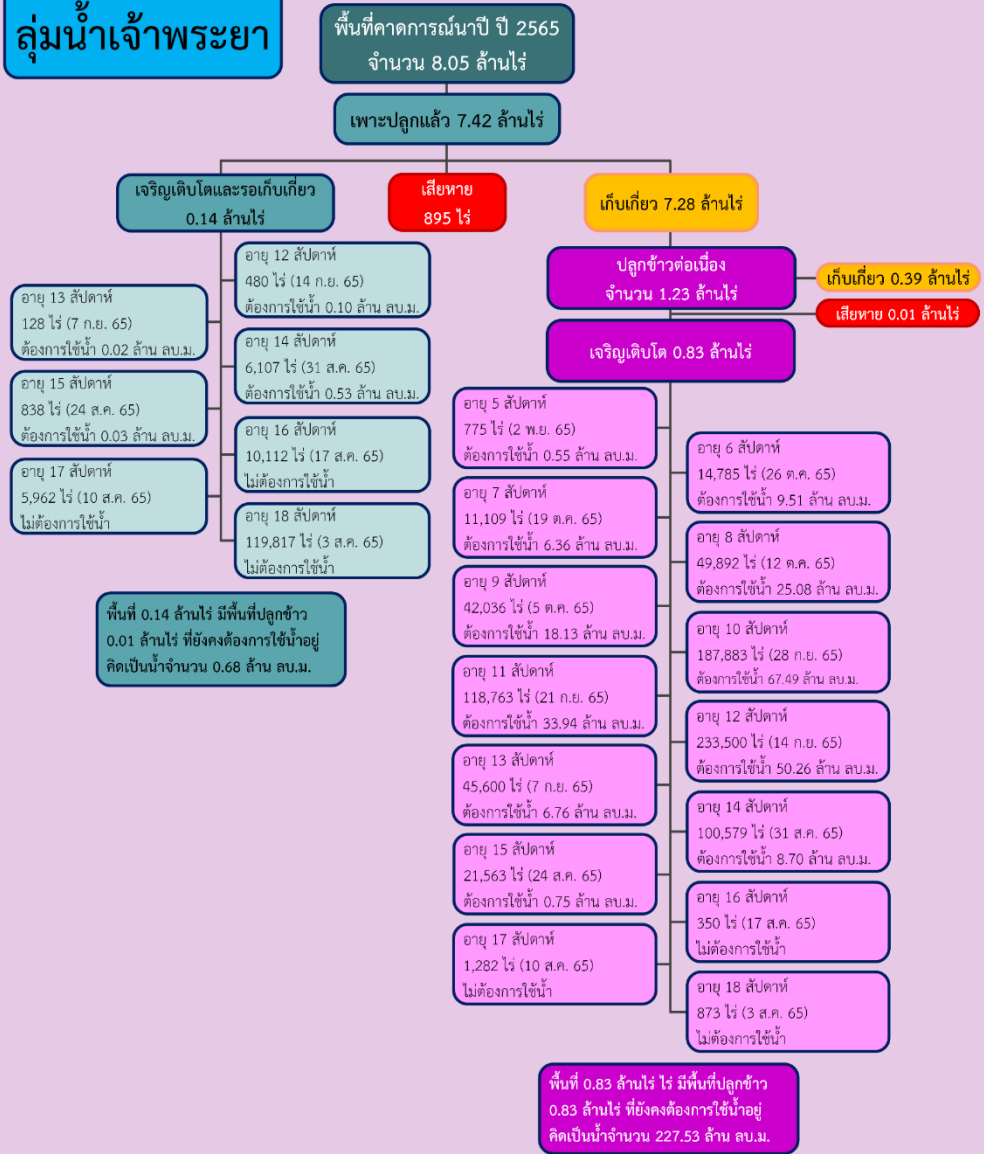 ลุ่มน้ำเจ้าพระยา
พื้นที่คาดการณ์นาปี ปี 2565
จำนวน 8.05 ล้านไร่
เพาะปลูกแล้ว 7.42 ล้านไร่
เจริญเติบโตและรอเก็บเกี่ยว
0.14 ล้านไร่
เสียหาย
895 ไร่
เก็บเกี่ยว 7.28 ล้านไร่
อายุ 12 สัปดาห์
480 ไร่ (14 ก.ย. 65)
ต้องการใช้น้ำ 0.10 ล้าน ลบ.ม.
อายุ 13 สัปดาห์
128 ไร่ (7 ก.ย. 65)
ต้องการใช้น้ำ 0.02 ล้าน ลบ.ม.
อายุ 14 สัปดาห์
6,107 ไร่ (31 ส.ค. 65)
ต้องการใช้น้ำ 0.53 ล้าน ลบ.ม.
อายุ 15 สัปดาห์
838 ไร่ (24 ส.ค. 65)
ต้องการใช้น้ำ 0.03 ล้าน ลบ.ม.
อายุ 16 สัปดาห์
10,112 ไร่ (17 ส.ค. 65)
ไม่ต้องการใช้น้ำ
อายุ 17 สัปดาห์
5,962 ไร่ (10 ส.ค. 65)
ไม่ต้องการใช้น้ำ
อายุ 18 สัปดาห์
119,817 ไร่ (3 ส.ค. 65)
ไม่ต้องการใช้น้ำ
พื้นที่ 0.14 ล้านไร่ มีพื้นที่ปลูกข้าว
0.01 ล้านไร่ ที่ยังคงต้องการใช้น้ำอยู่
คิดเป็นน้ำจำนวน 0.68 ล้าน ลบ.ม.
ปลูกข้าวต่อเนื่อง
จำนวน 1.23 ล้านไร่
เก็บเกี่ยว 0.39 ล้านไร่
เสียหาย 0.01 ล้านไร่
เจริญเติบโต 0.83 ล้านไร่
อายุ 5 สัปดาห์
775 ไร่ (2 พ.ย. 65)
ต้องการใช้น้ำ 0.55 ล้าน ลบ.ม.
อายุ 6 สัปดาห์
14,785 ไร่ (26 ต.ค. 65)
ต้องการใช้น้ำ 9.51 ล้าน ลบ.ม.
อายุ 7 สัปดาห์
11,109 ไร่ (19 ต.ค. 65)
ต้องการใช้น้ำ 6.36 ล้าน ลบ.ม.
อายุ 8 สัปดาห์
49,892 ไร่ (12 ต.ค. 65)
ต้องการใช้น้ำ 25.08 ล้าน ลบ.ม.
อายุ 9 สัปดาห์
42,036 ไร่ (5 ต.ค. 65)
ต้องการใช้น้ำ 18.13 ล้าน ลบ.ม.
อายุ 10 สัปดาห์
187,883 ไร่ (28 ก.ย. 65)
ต้องการใช้น้ำ 67.49 ล้าน ลบ.ม.
อายุ 11 สัปดาห์
118,763 ไร่ (21 ก.ย. 65)
ต้องการใช้น้ำ 33.94 ล้าน ลบ.ม.
อายุ 12 สัปดาห์
233,500 ไร่ (14 ก.ย. 65)
ต้องการใช้น้ำ 50.26 ล้าน ลบ.ม.
อายุ 13 สัปดาห์
45,600 ไร่ (7 ก.ย. 65)
ต้องการใช้น้ำ 6.76 ล้าน ลบ.ม.
อายุ 14 สัปดาห์
100,579 ไร่ (31 ส.ค. 65)
ต้องการใช้น้ำ 8.70 ล้าน ลบ.ม.
อายุ 15 สัปดาห์
21,563 ไร่ (24 ส.ค. 65)
ต้องการใช้น้ำ 0.75 ล้าน ลบ.ม.
อายุ 16 สัปดาห์
350 ไร่ (17 ส.ค. 65)
ไม่ต้องการใช้น้ำ
อายุ 17 สัปดาห์
1,282 ไร่ (10 ส.ค. 65)
ไม่ต้องการใช้น้ำ
อายุ 18 สัปดาห์
873 ไร่ (3 ส.ค. 65)
ไม่ต้องการใช้น้ำ
พื้นที่ 0.83 ล้านไร่ ไร่ มีพื้นที่ปลูกข้าว
0.83 ล้านไร่ ที่ยังคงต้องการใช้น้ำอยู่
คิดเป็นน้ำจำนวน 227.53 ล้าน ลบ.ม.